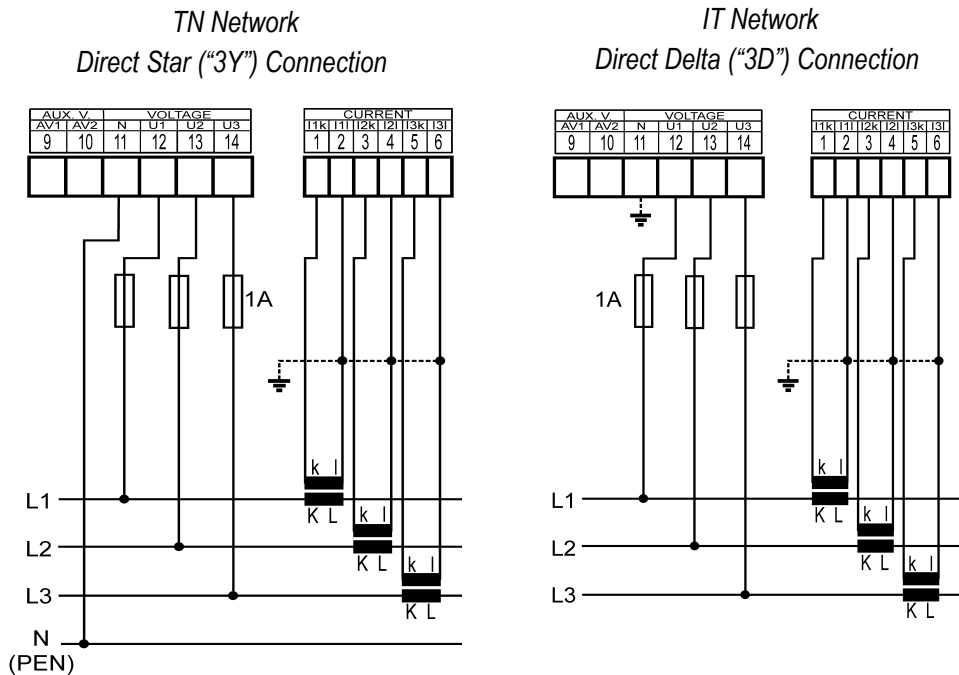 TN Network
Direct Star (“3Y”) Connection
AUX. V. VOLTAGE
AV1 AV2 N U1 U2 U3
9 10 11 12 13 14
CURRENT
I1k I1l I2k I2l I3k I3l
1 2 3 4 5 6
1A
k l
L1
K L
k l
L2
K L
k l
L3
K L
N
(PEN)
IT Network
Direct Delta (“3D”) Connection
AUX. V. VOLTAGE
AV1 AV2 N U1 U2 U3
9 10 11 12 13 14
CURRENT
I1k I1l I2k I2l I3k I3l
1 2 3 4 5 6
1A
k l
L1
K L
k l
L2
K L
k l
L3
K L